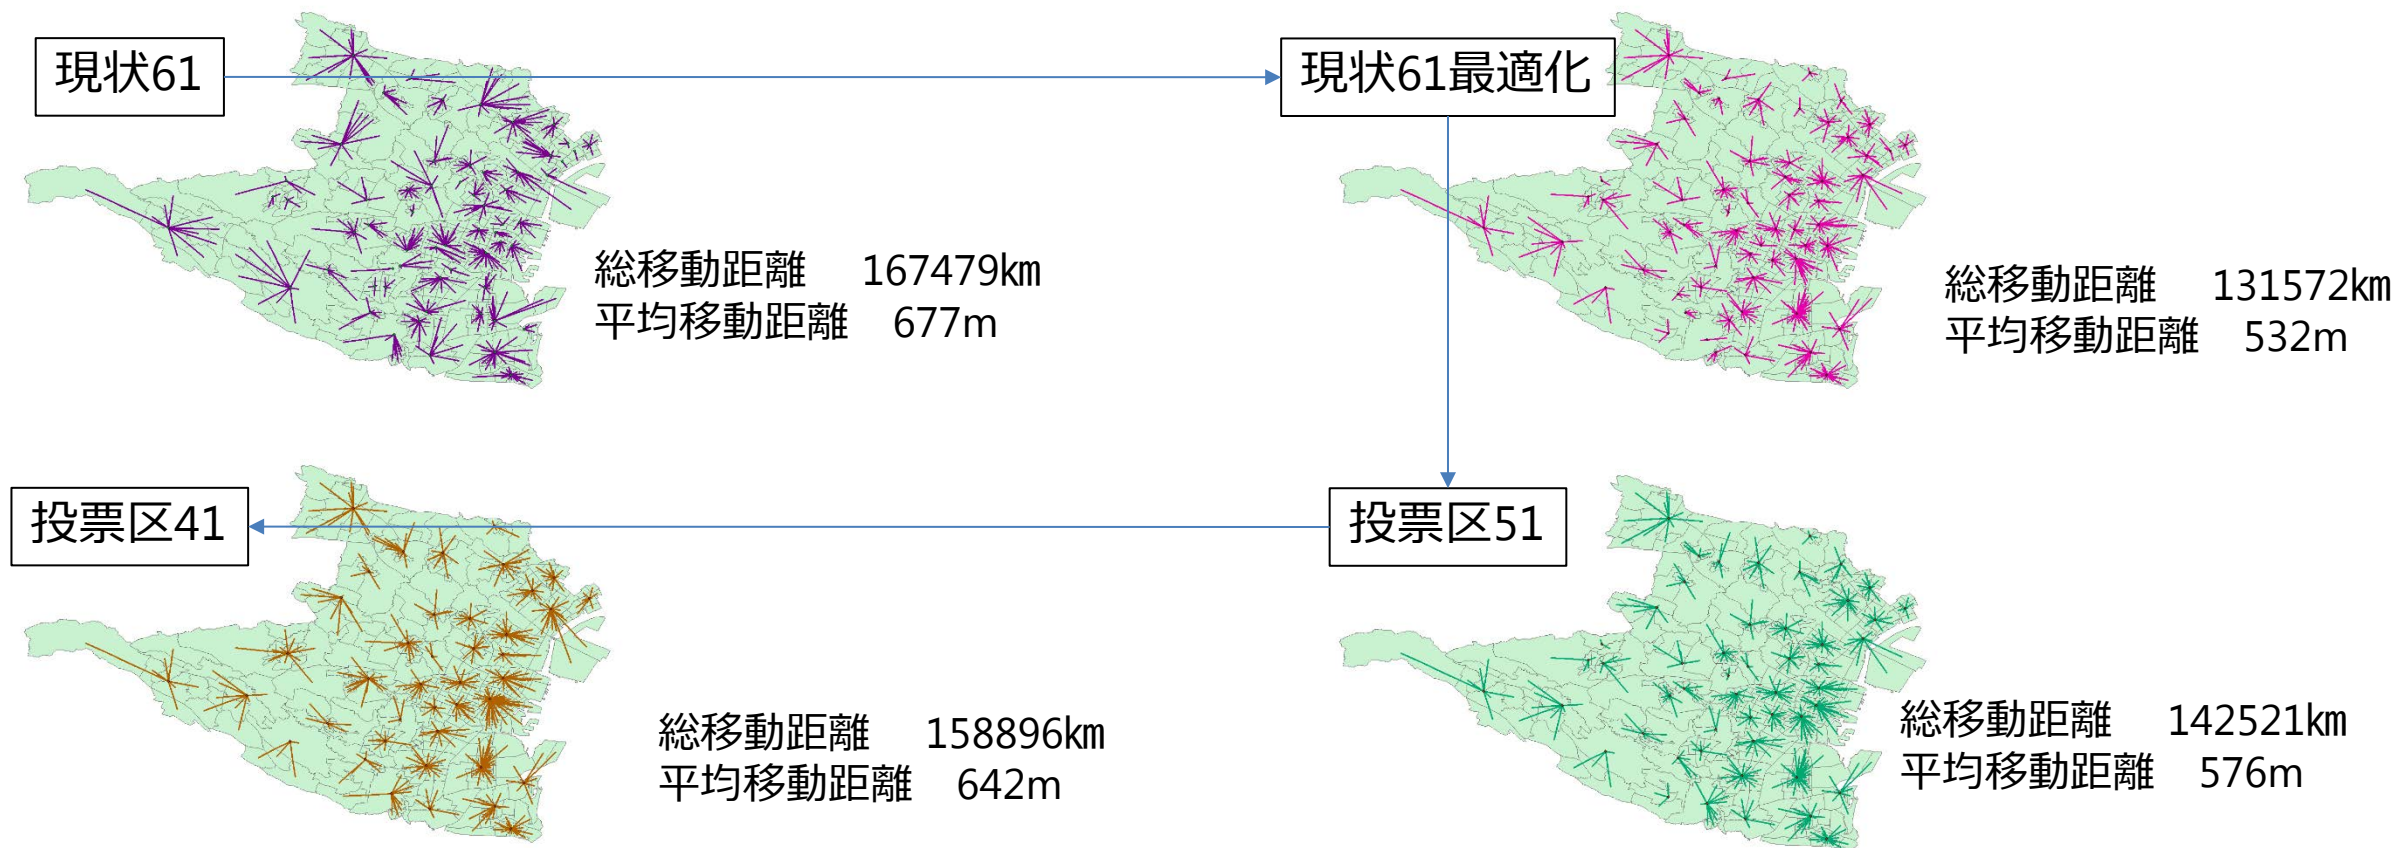 現状61
総移動距離 167479㎞
平均移動距離 677m
現状61最適化
総移動距離 131572㎞
平均移動距離 532m
投票区41
総移動距離 158896㎞
平均移動距離 642m
投票区51
総移動距離 142521㎞
平均移動距離 576m